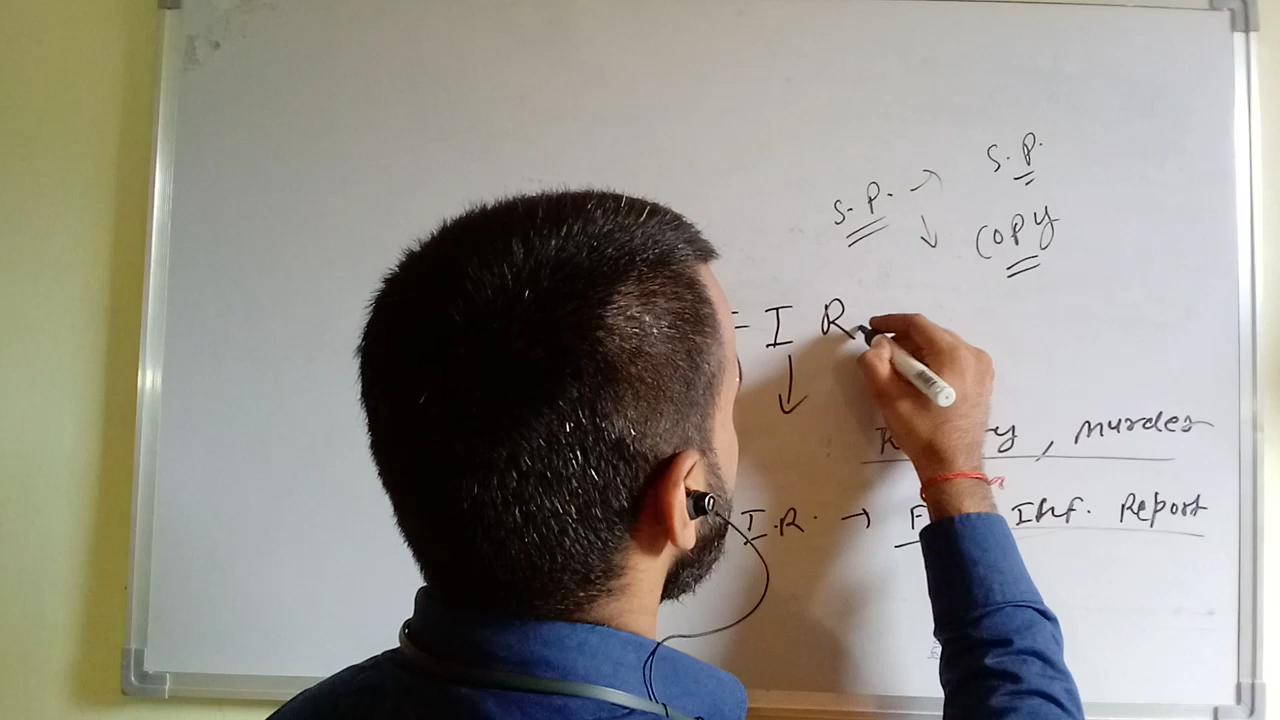 S.P.
S.P. → 
↓ COPY
F I R
↓
, Murder
I.R. → F Inf. Report